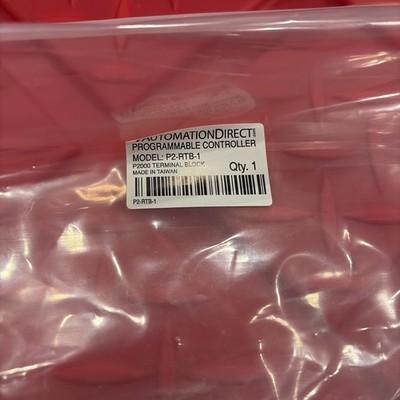 AUTOMATIONDIRECT
PROGRAMMABLE CONTROLLER
MODEL: P2-RTB-1
P2000 TERMINAL BLOCK Qty. 1
MADE IN TAIWAN
P2-RTB-1